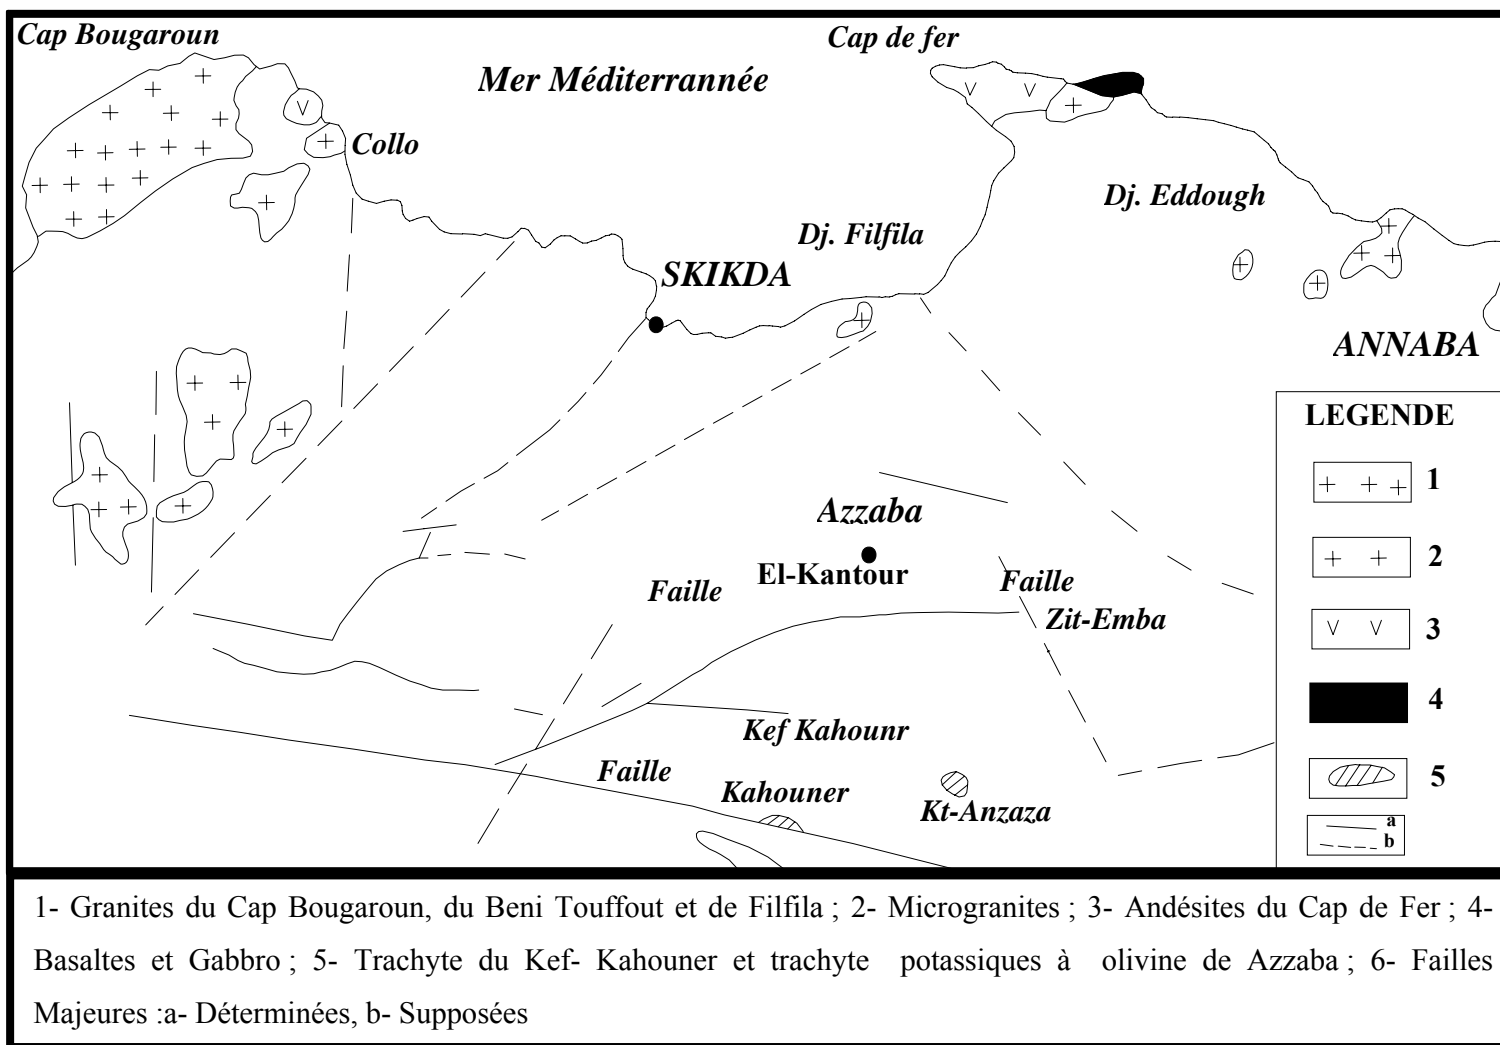 Cap Bougaroun
Cap de fer
Mer Méditerrannée
Collo
Dj. Eddough
Dj. Filfila
SKIKDA
ANNABA
LEGENDE
1
2
3
4
5
a
b
Azzaba
El-Kantour
Faille
Faille
Zit-Emba
Kef Kahounr
Faille
Kahouner
Kt-Anzaza
1- Granites du Cap Bougaroun, du Beni Touffout et de Filfila ; 2- Microgranites ; 3- Andésites du Cap de Fer ; 4-
Basaltes et Gabbro ; 5- Trachyte du Kef- Kahouner et trachyte potassiques à olivine de Azzaba ; 6- Failles
Majeures :a- Déterminées, b- Supposées